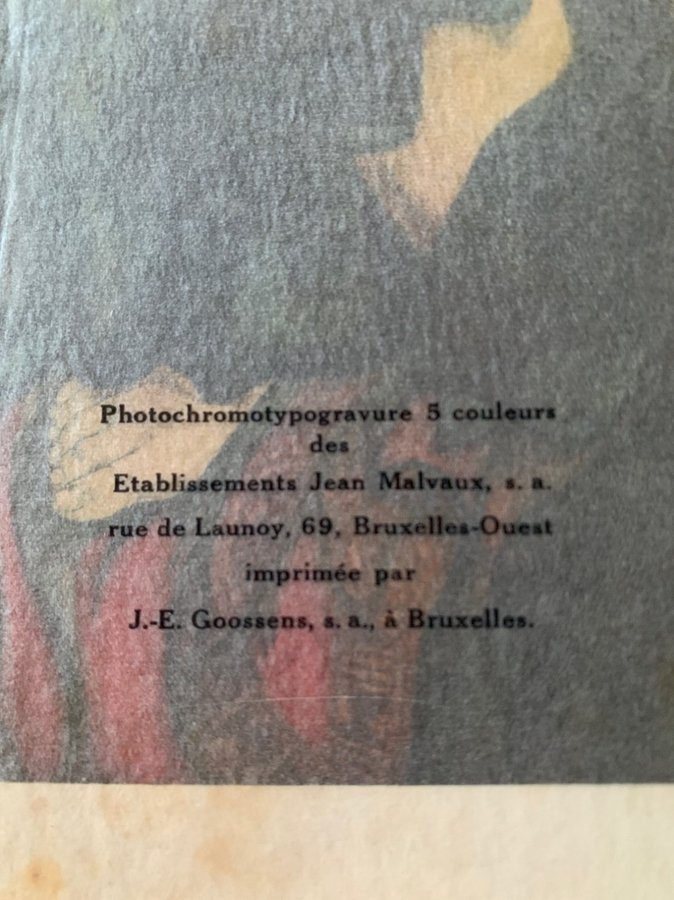 Photochromotypogravure 5 couleurs
des
Etablissements Jean Malvaux, s. a.
rue de Launoy, 69, Bruxelles-Ouest
imprimée par
J.-E. Goossens, s. a., à Bruxelles.